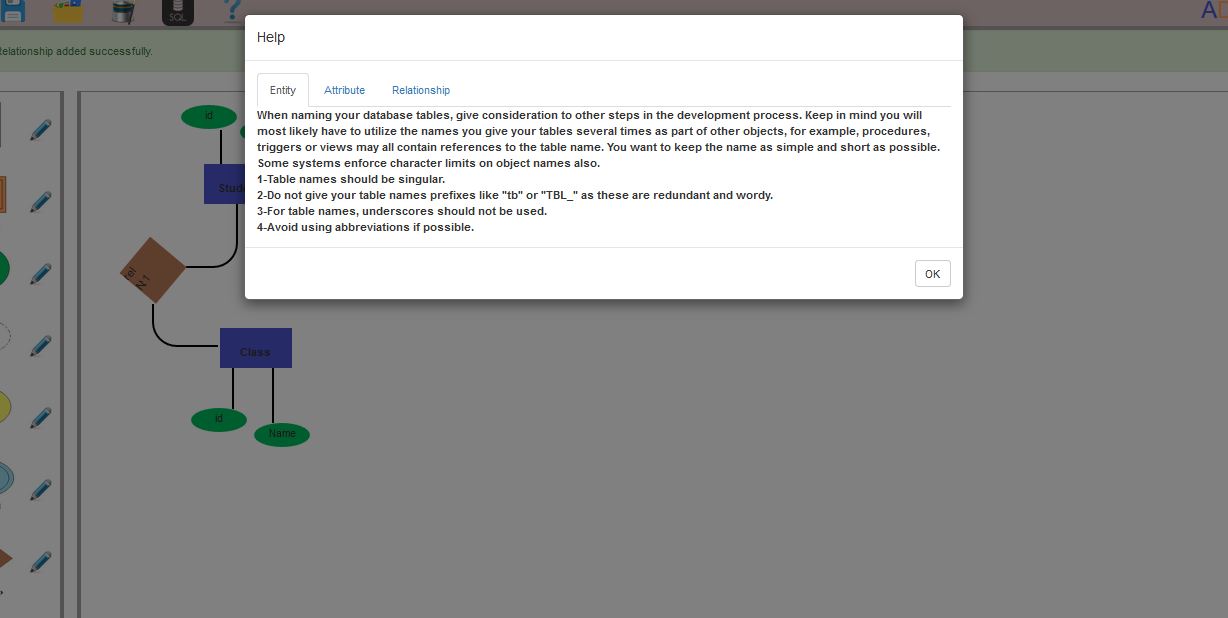 SQL
?
Help
Relationship added successfully.
Entity Attribute Relationship
When naming your database tables, give consideration to other steps in the development process. Keep in mind you will
most likely have to utilize the names you give your tables several times as part of other objects, for example, procedures,
triggers or views may all contain references to the table name. You want to keep the name as simple and short as possible.
Some systems enforce character limits on object names also.
1-Table names should be singular.
2-Do not give your table names prefixes like "tb" or "TBL_" as these are redundant and wordy.
3-For table names, underscores should not be used.
4-Avoid using abbreviations if possible.
OK
id
Stud
rel
N 1
Class
id
Name